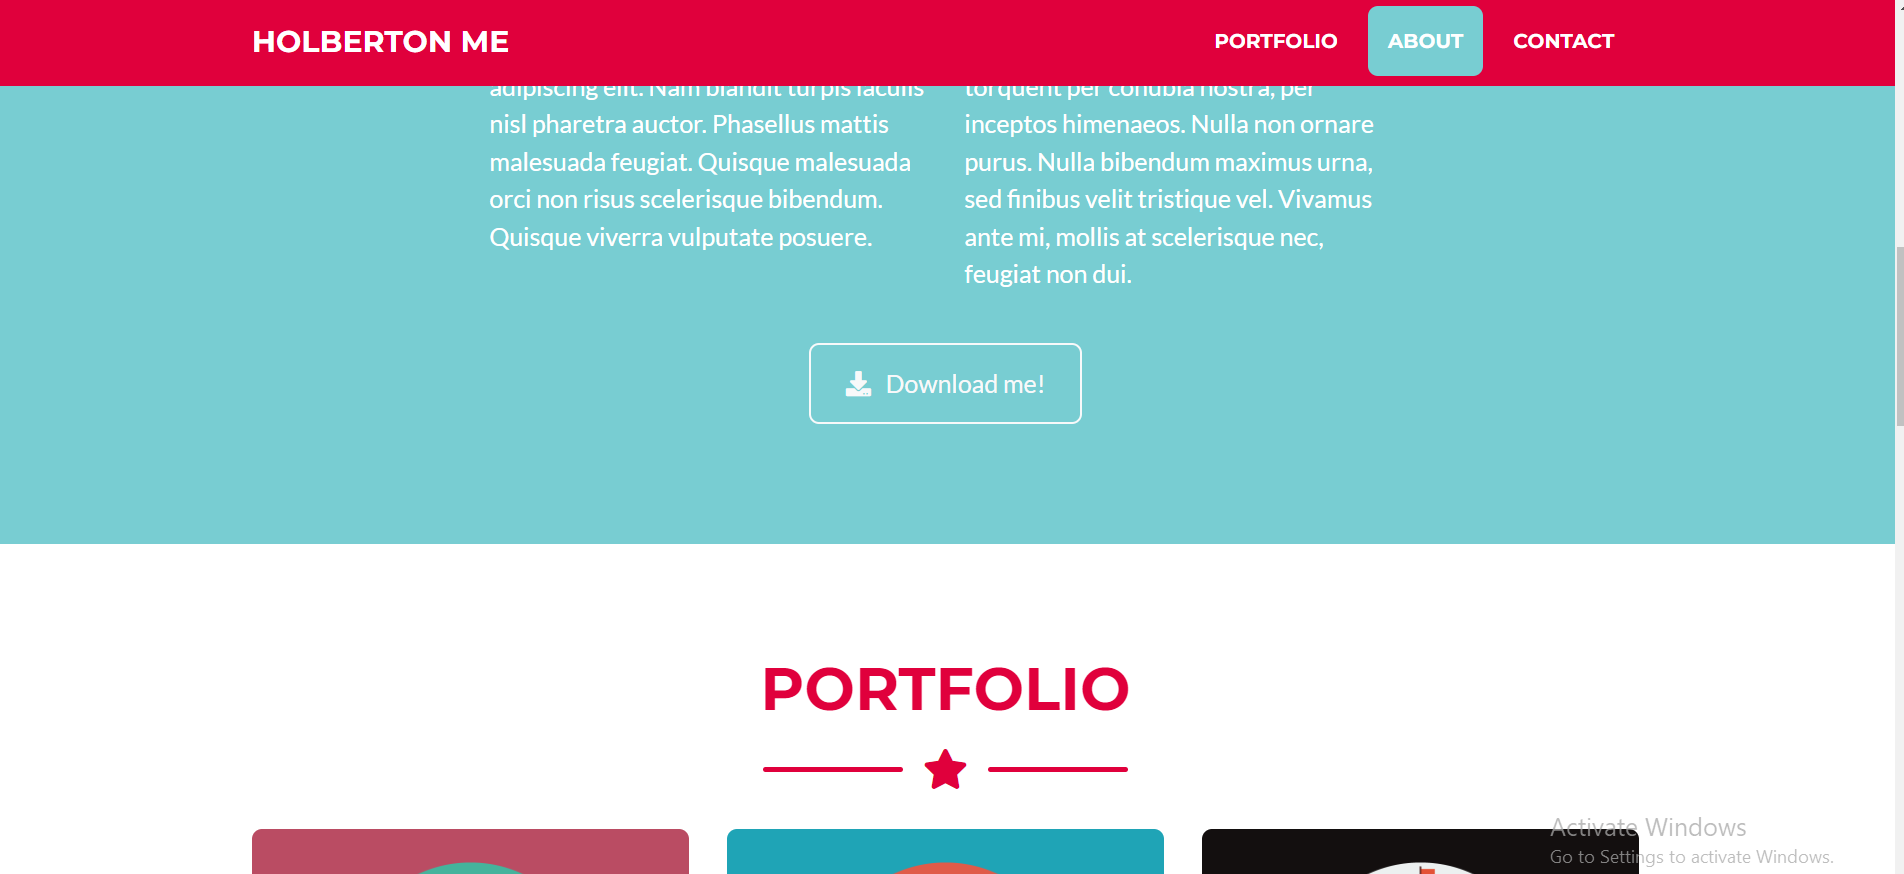 HOLBERTON ME
PORTFOLIO
ABOUT
CONTACT
adipiscing elit. Nam blandit turpis iaculis
nisl pharetra auctor. Phasellus mattis
malesuada feugiat. Quisque malesuada
orci non risus scelerisque bibendum.
Quisque viverra vulputate posuere.
torquent per conubia nostra, per
inceptos himenaeos. Nulla non ornare
purus. Nulla bibendum maximus urna,
sed finibus velit tristique vel. Vivamus
ante mi, mollis at scelerisque nec,
feugiat non dui.
Download me!
PORTFOLIO
Activate Windows
Go to Settings to activate Windows.